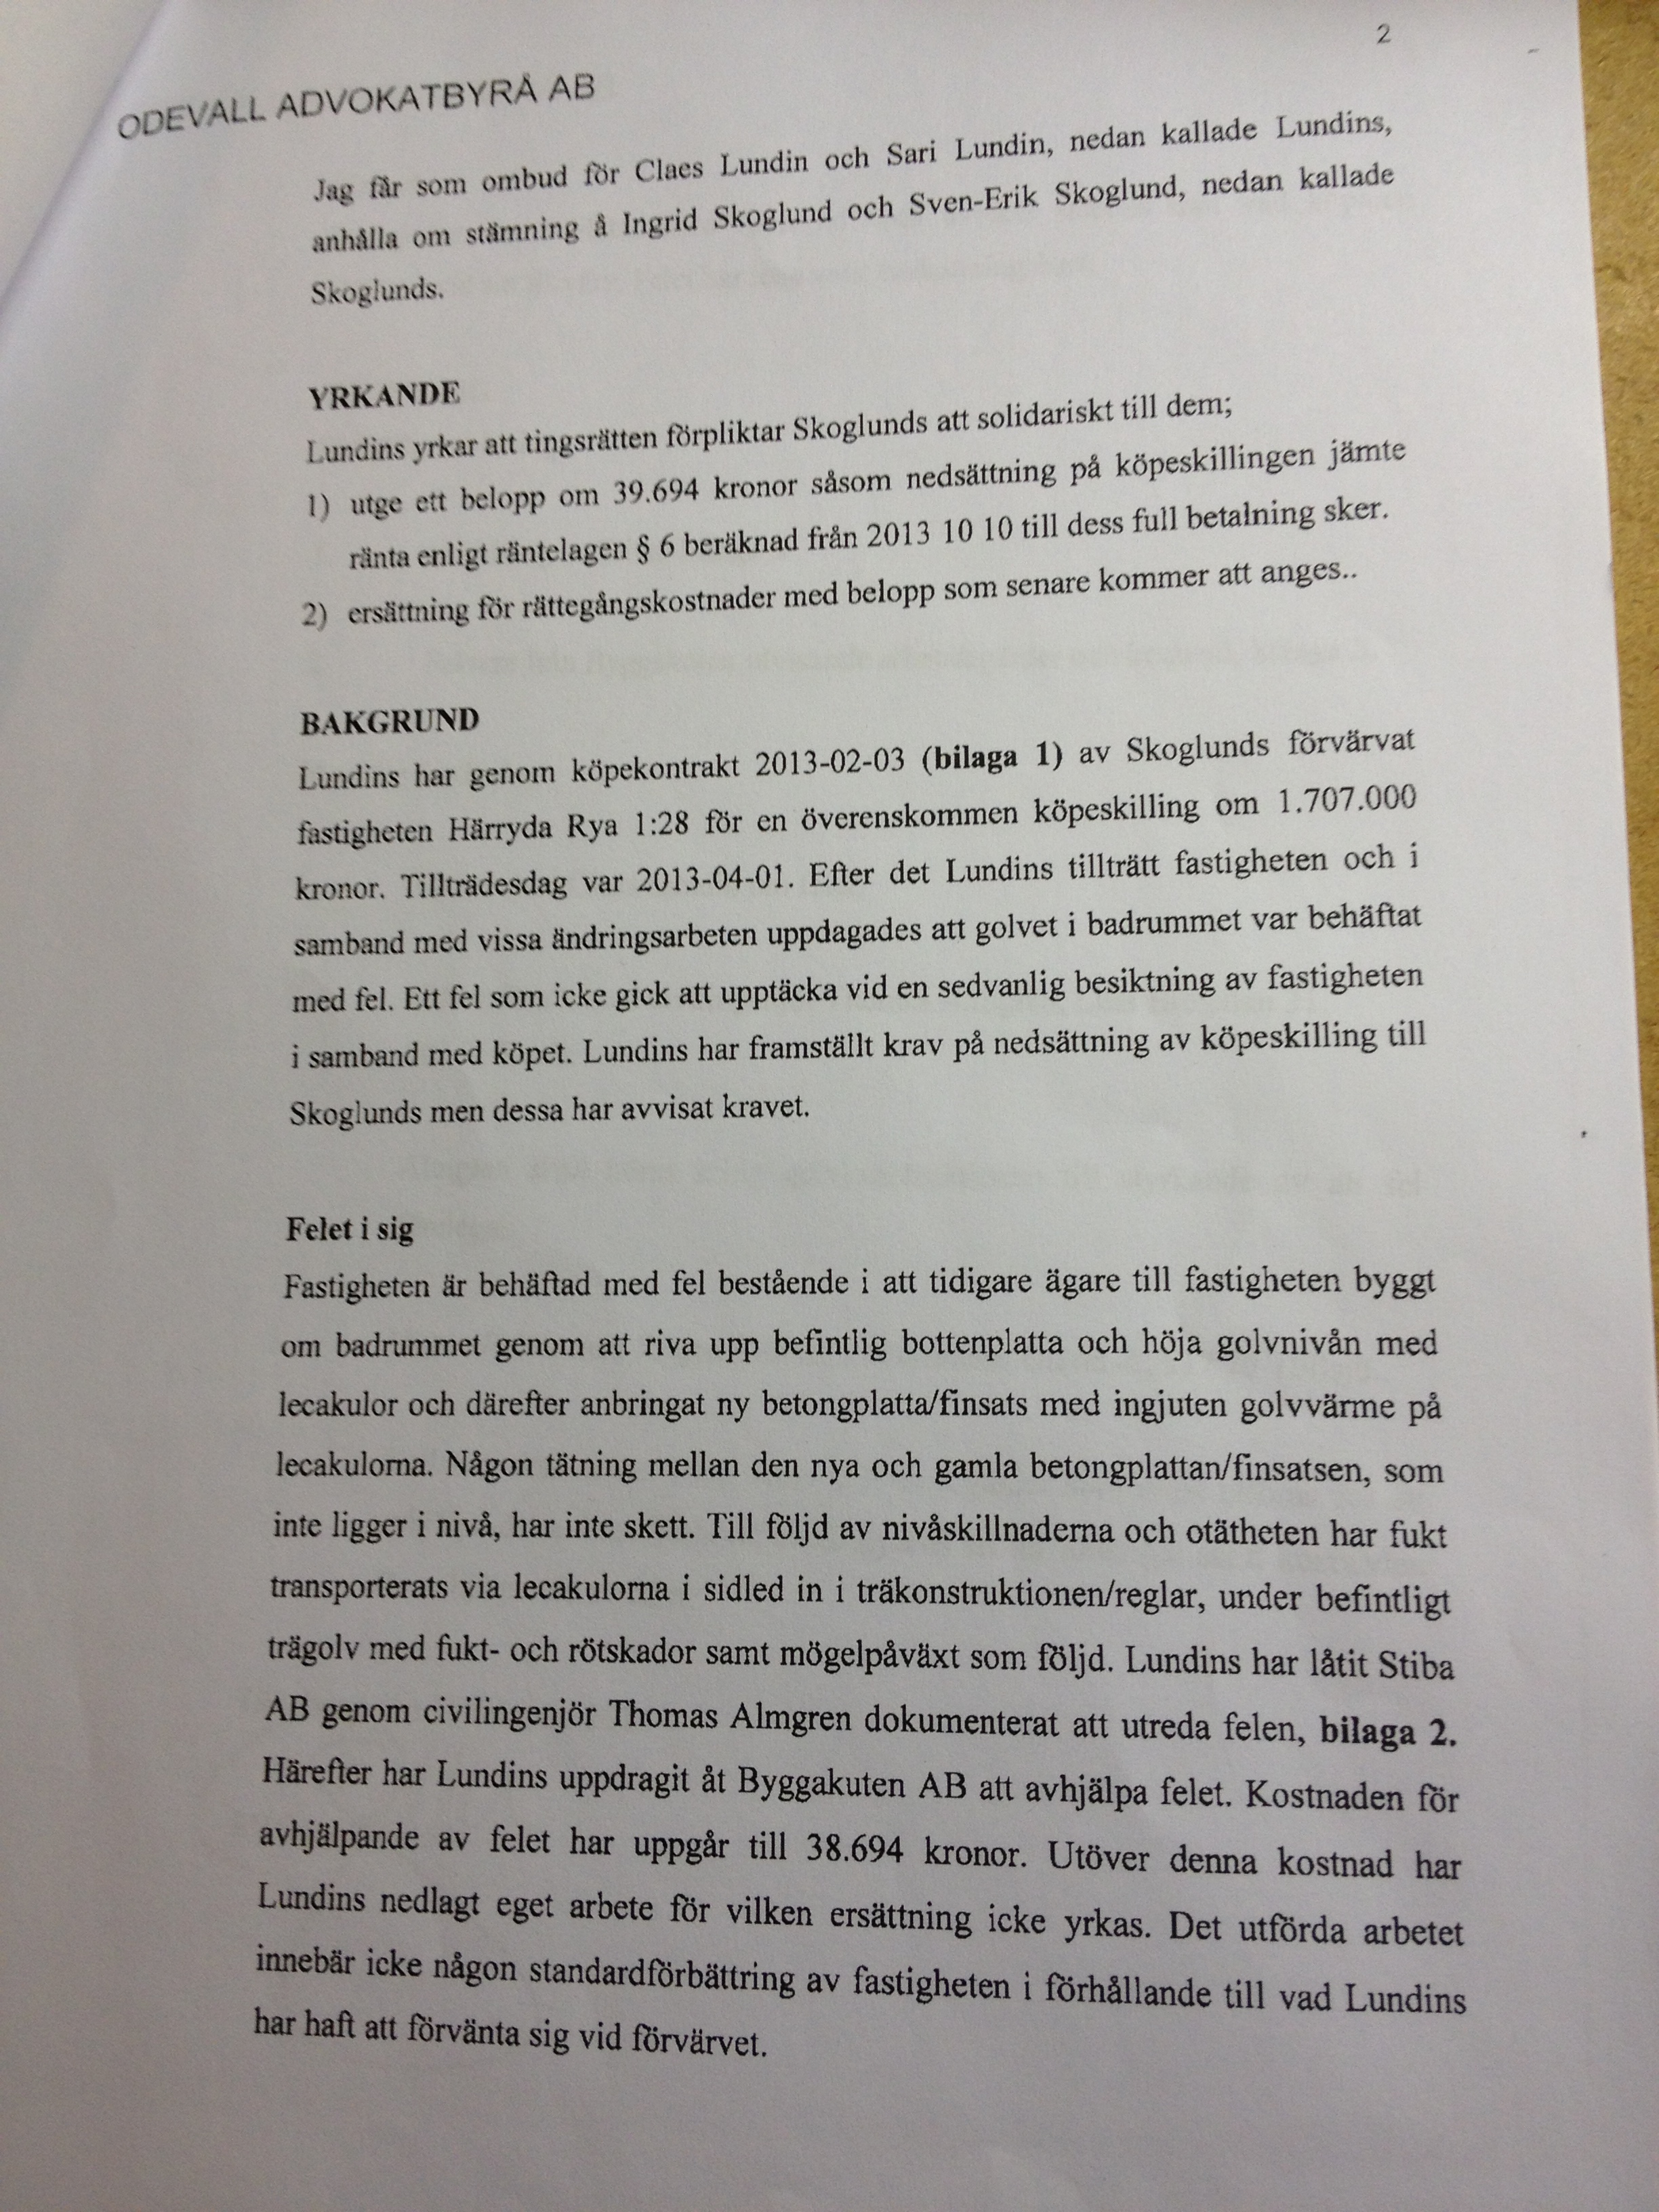 2
ODEVALL ADVOKATBYRÅ AB
Jag får som ombud för Claes Lundin och Sari Lundin, nedan kallade Lundins,
anhålla om stämning å Ingrid Skoglund och Sven-Erik Skoglund, nedan kallade
Skoglunds.
YRKANDE
Lundins yrkar att tingsrätten förpliktar Skoglunds att solidariskt till dem;
1) utge ett belopp om 39.694 kronor såsom nedsättning på köpeskillingen jämte
ränta enligt räntelagen § 6 beräknad från 2013 10 10 till dess full betalning sker.
2) ersättning för rättegångskostnader med belopp som senare kommer att anges..
BAKGRUND
Lundins har genom köpekontrakt 2013-02-03 (bilaga 1) av Skoglunds förvärvat
fastigheten Härryda Rya 1:28 för en överenskommen köpeskilling om 1.707.000
kronor. Tillträdesdag var 2013-04-01. Efter det Lundins tillträtt fastigheten och i
samband med vissa ändringsarbeten uppdagades att golvet i badrummet var behäftat
med fel. Ett fel som icke gick att upptäcka vid en sedvanlig besiktning av fastigheten
i samband med köpet. Lundins har framställt krav på nedsättning av köpeskilling till
Skoglunds men dessa har avvisat kravet.
Felet i sig
Fastigheten är behäftad med fel bestående i att tidigare ägare till fastigheten byggt
om badrummet genom att riva upp befintlig bottenplatta och höja golvnivån med
lecakulor och därefter anbringat ny betongplatta/finsats med ingjuten golvvärme på
lecakulorna. Någon tätning mellan den nya och gamla betongplattan/finsatsen, som
inte ligger i nivå, har inte skett. Till följd av nivåskillnaderna och otätheten har fukt
transporterats via lecakulorna i sidled in i träkonstruktionen/reglar, under befintligt
trägolv med fukt- och rötskador samt mögelpåväxt som följd. Lundins har låtit Stiba
AB genom civilingenjör Thomas Almgren dokumenterat att utreda felen, bilaga 2.
Härefter har Lundins uppdragit åt Byggakuten AB att avhjälpa felet. Kostnaden för
avhjälpande av felet har uppgår till 38.694 kronor. Utöver denna kostnad har
Lundins nedlagt eget arbete för vilken ersättning icke yrkas. Det utförda arbetet
innebär icke någon standardförbättring av fastigheten i förhållande till vad Lundins
har haft att förvänta sig vid förvärvet.